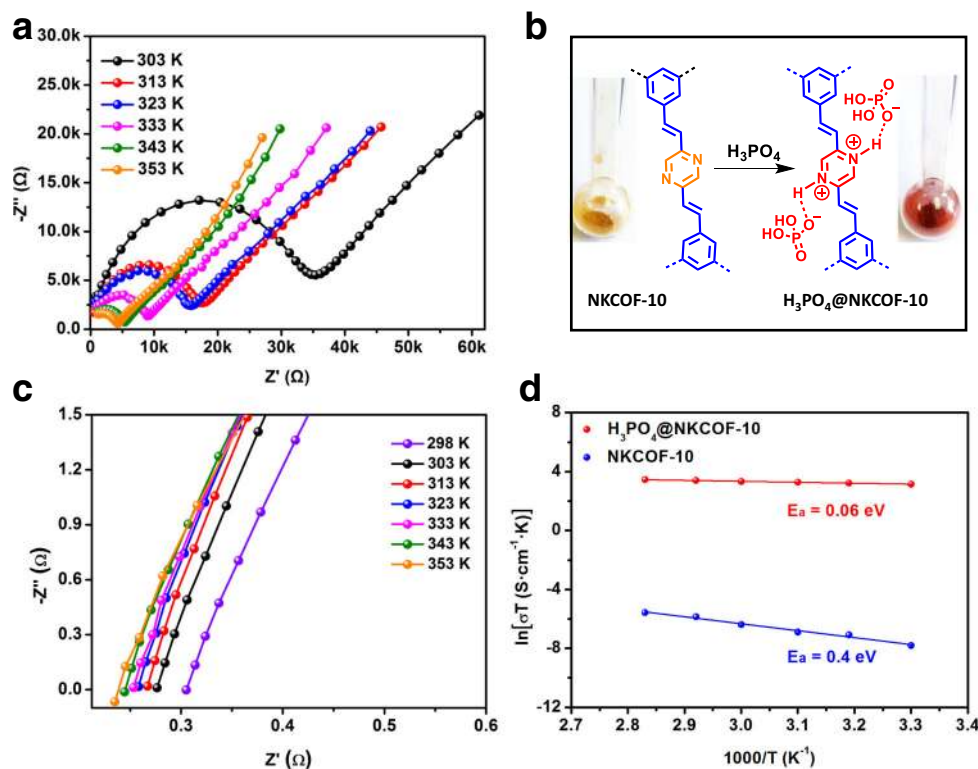 a
-Z'' (Ω)
30.0k
25.0k
20.0k
15.0k
10.0k
5.0k
0.0
303 K
313 K
323 K
333 K
343 K
353 K
0
10k
20k
30k
40k
50k
60k
Z' (Ω)
b
H₃PO₄
N
N
NKCOF-10
HO
O
HO
P
O
−
H
N
⊕
H
N
⊕
HO
O
HO
P
O
−
H₃PO₄@NKCOF-10
c
-Z'' (Ω)
1.5
1.2
0.9
0.6
0.3
0.0
298 K
303 K
313 K
323 K
333 K
343 K
353 K
0.3
0.4
0.5
0.6
Z' (Ω)
d
ln[σT (S·cm⁻¹·K)]
8
4
0
-4
-8
-12
H₃PO₄@NKCOF-10
NKCOF-10
Eₐ = 0.06 eV
Eₐ = 0.4 eV
2.7
2.8
2.9
3.0
3.1
3.2
3.3
3.4
1000/T (K⁻¹)